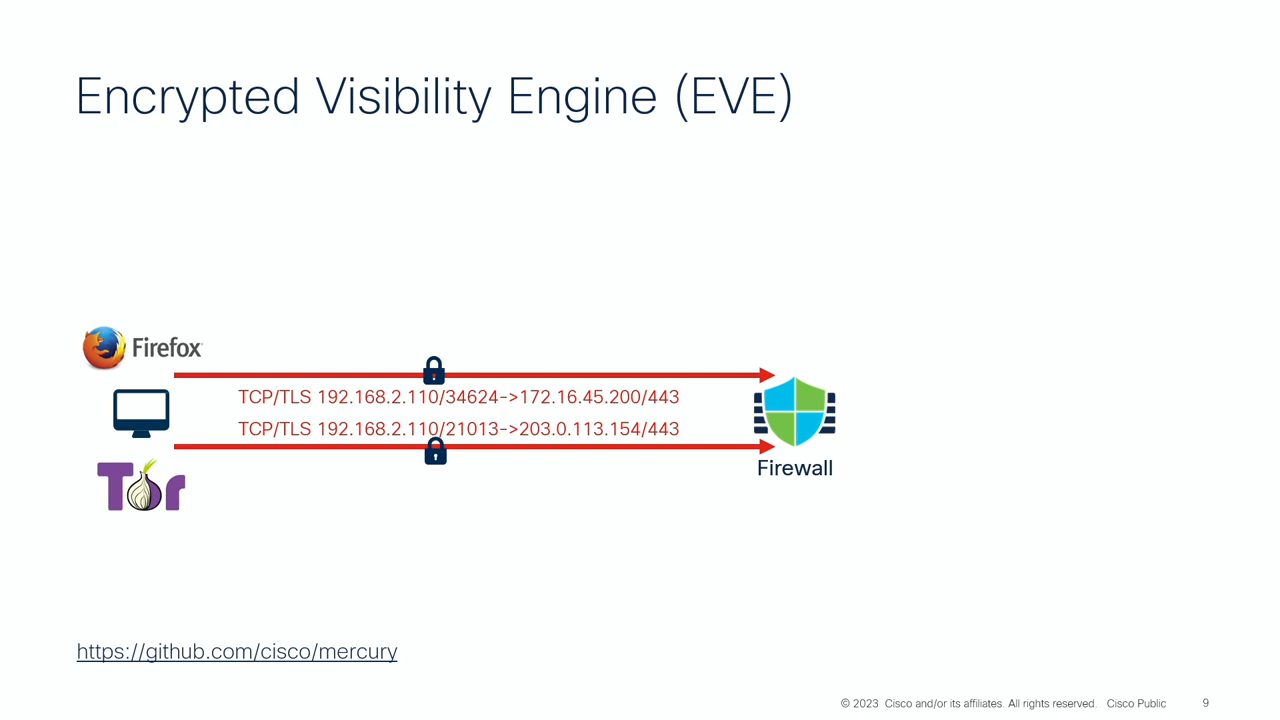 Encrypted Visibility Engine (EVE)
Firefox
TCP/TLS 192.168.2.110/34624->172.16.45.200/443
TCP/TLS 192.168.2.110/21013->203.0.113.154/443
Tor
Firewall
https://github.com/cisco/mercury
© 2023 Cisco and/or its affiliates. All rights reserved. Cisco Public 9